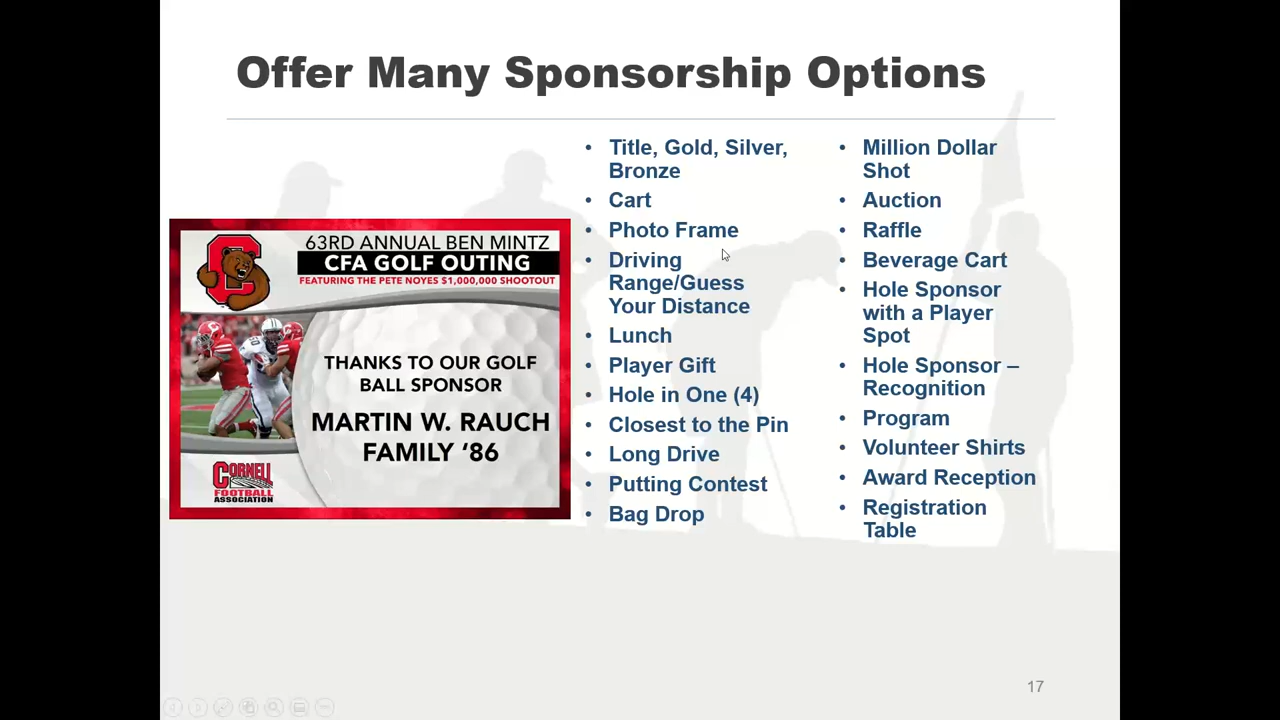 Offer Many Sponsorship Options
63RD ANNUAL BEN MINTZ
CFA GOLF OUTING
FEATURING THE PETE NOYES $1,000,000 SHOOTOUT
THANKS TO OUR GOLF
BALL SPONSOR
MARTIN W. RAUCH
FAMILY ‘86
CORNELL
FOOTBALL
ASSOCIATION
• Title, Gold, Silver,
Bronze
• Cart
• Photo Frame
• Driving
Range/Guess
Your Distance
• Lunch
• Player Gift
• Hole in One (4)
• Closest to the Pin
• Long Drive
• Putting Contest
• Bag Drop
• Million Dollar
Shot
• Auction
• Raffle
• Beverage Cart
• Hole Sponsor
with a Player
Spot
• Hole Sponsor –
Recognition
• Program
• Volunteer Shirts
• Award Reception
• Registration
Table
17